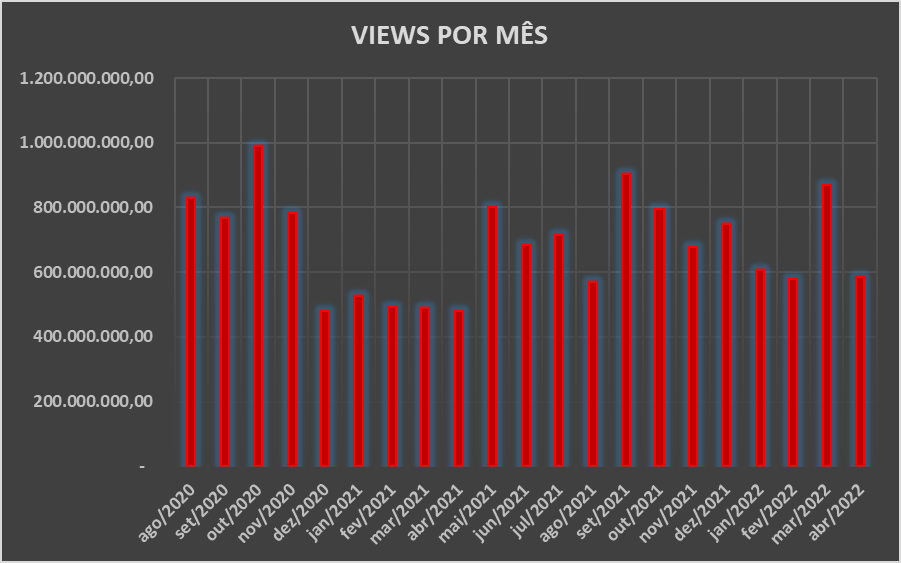 VIEWS POR MÊS
1.200.000.000,00
1.000.000.000,00
800.000.000,00
600.000.000,00
400.000.000,00
200.000.000,00
-
ago/2020
set/2020
out/2020
nov/2020
dez/2020
jan/2021
fev/2021
mar/2021
abr/2021
mai/2021
jun/2021
jul/2021
ago/2021
set/2021
out/2021
nov/2021
dez/2021
jan/2022
fev/2022
mar/2022
abr/2022